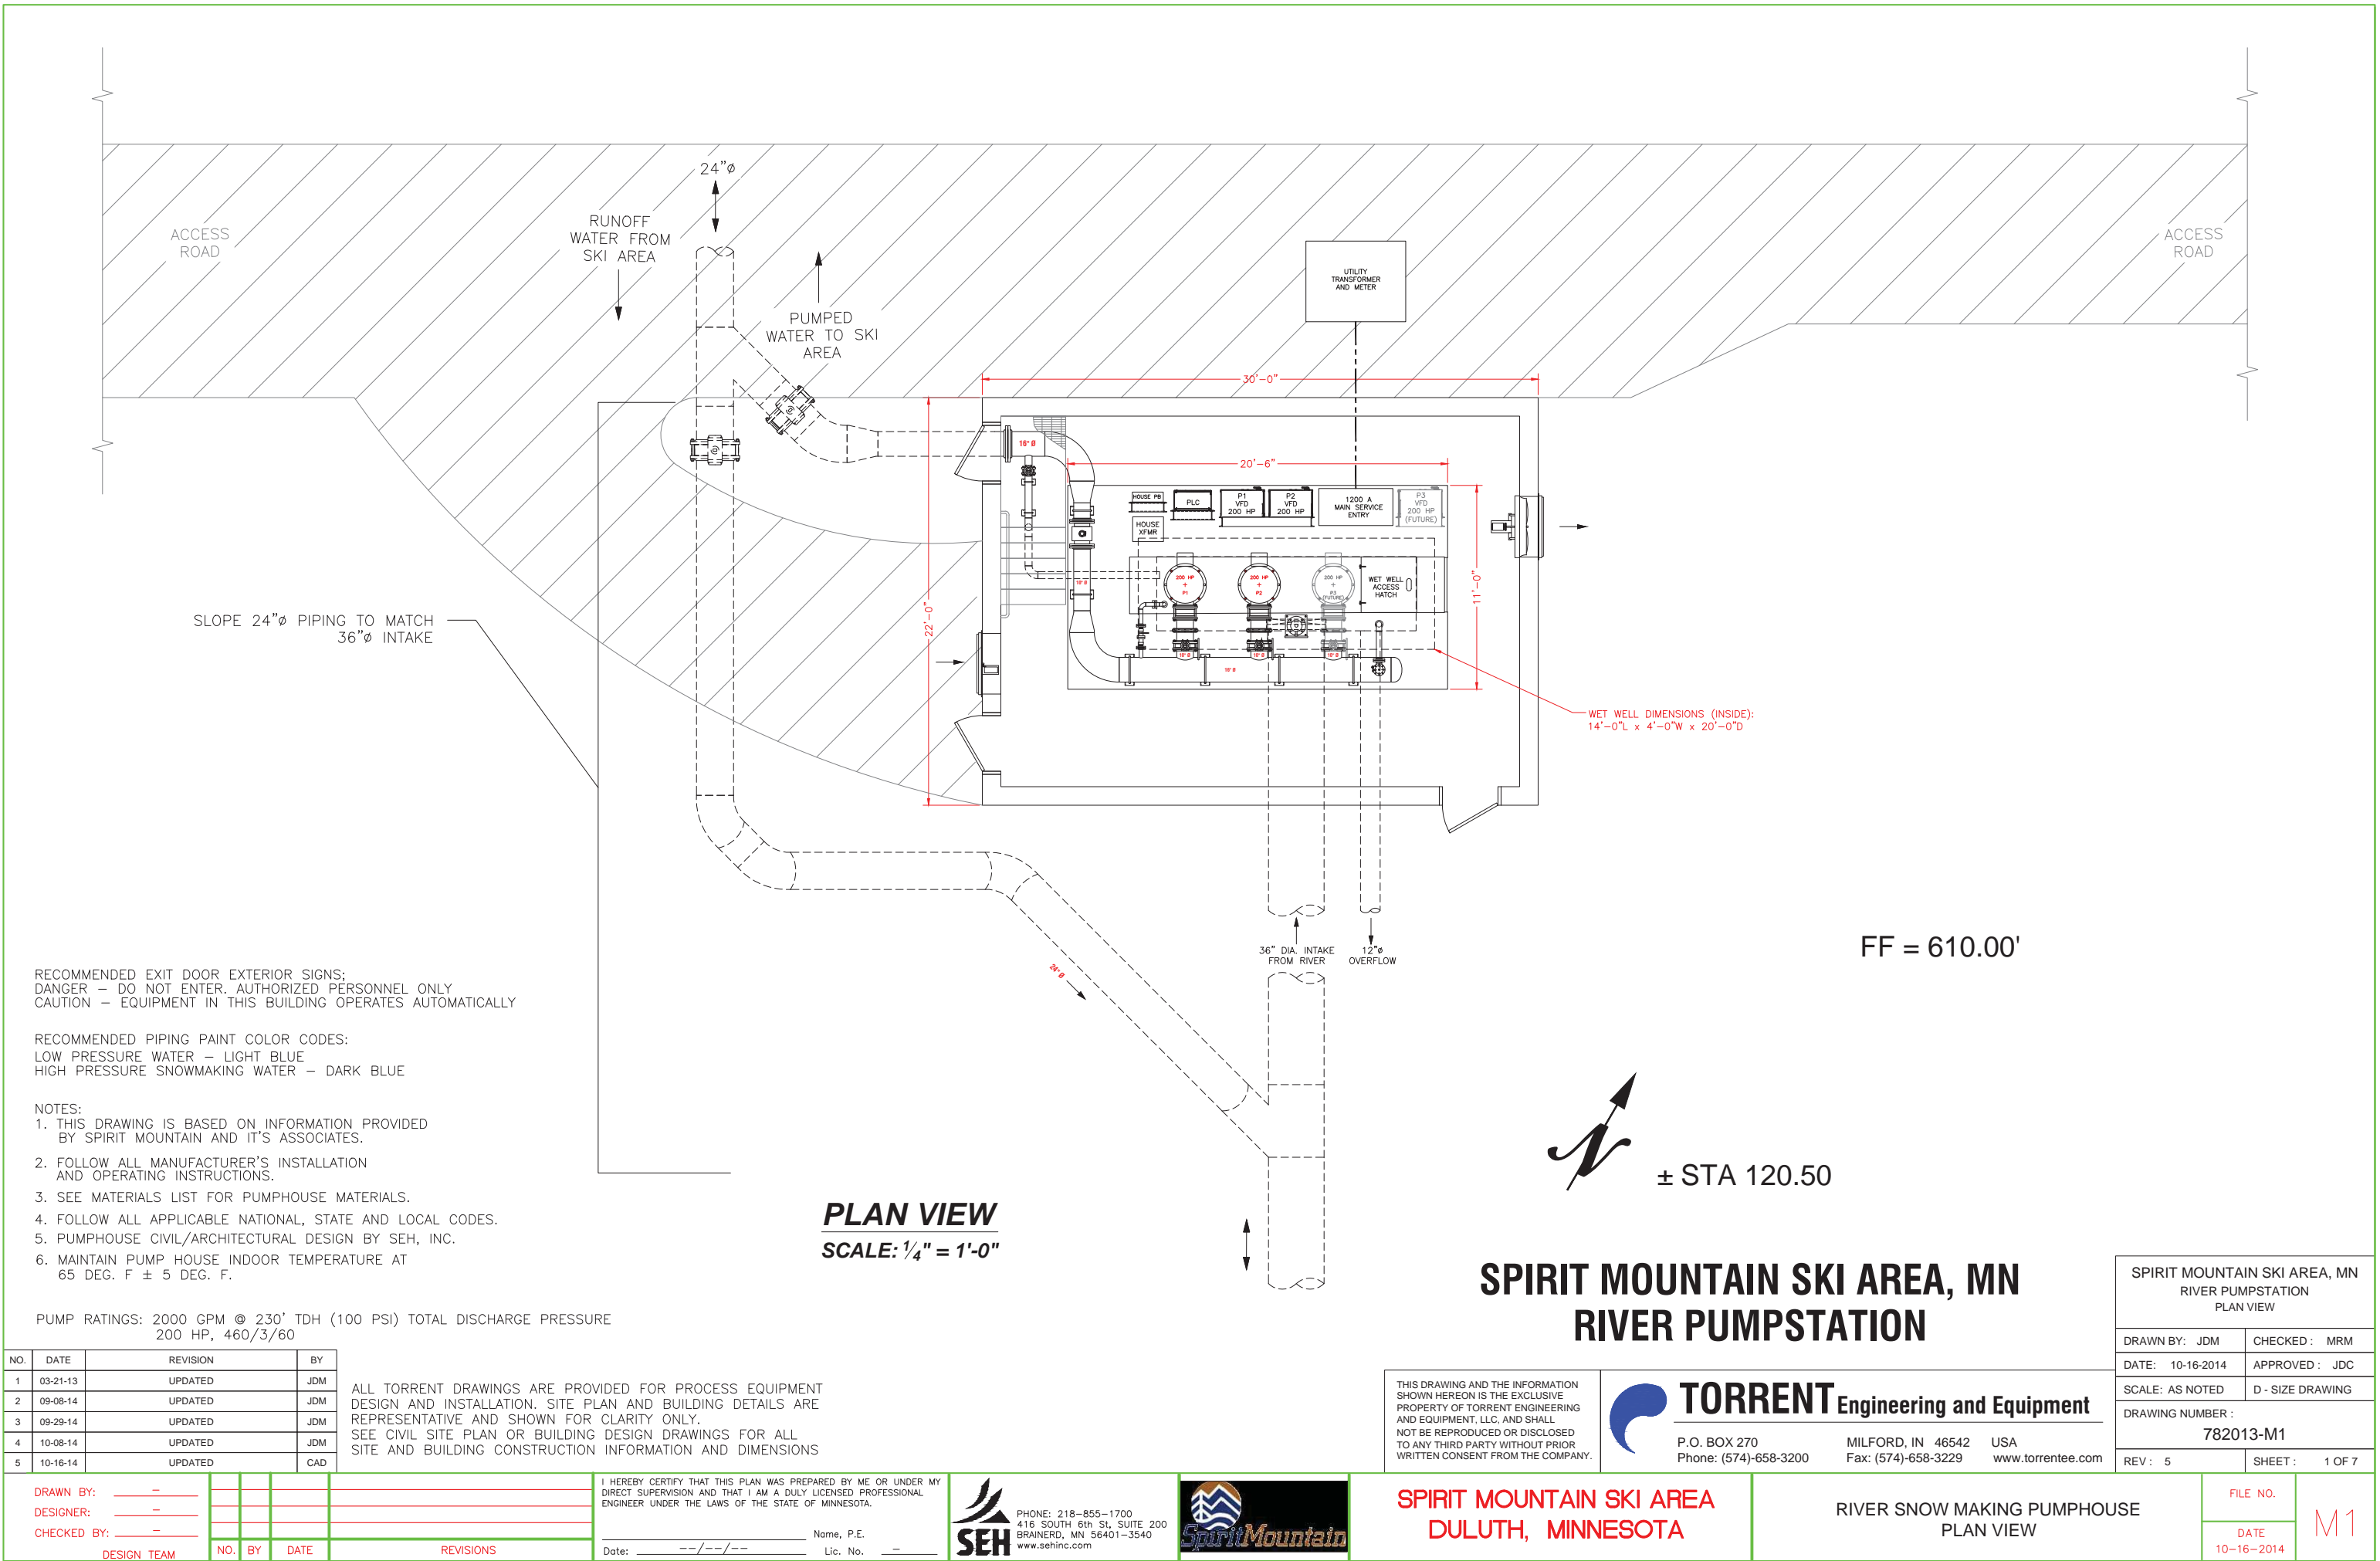 24"ø
RUNOFF
WATER FROM
SKI AREA
ACCESS
ROAD
ACCESS
ROAD
PUMPED
WATER TO SKI
AREA
UTILITY
TRANSFORMER
AND METER
30'-0"
16" Ø
20'-6"
HOUSE PB
PLC
P1
VFD
200 HP
P2
VFD
200 HP
1200 A
MAIN SERVICE
ENTRY
P3
VFD
200 HP
(FUTURE)
HOUSE
XFMR
22'-0"
11'-0"
10" Ø
200 HP
+
P1
200 HP
+
P2
200 HP
+
P3
(FUTURE)
WET WELL
ACCESS
HATCH
10" Ø
10" Ø
10" Ø
16" Ø
SLOPE 24"ø PIPING TO MATCH
36"ø INTAKE
WET WELL DIMENSIONS (INSIDE):
14'-0"L x 4'-0"W x 20'-0"D
36" DIA. INTAKE
FROM RIVER
12"ø
OVERFLOW
24" Ø
FF = 610.00'
RECOMMENDED EXIT DOOR EXTERIOR SIGNS;
DANGER – DO NOT ENTER. AUTHORIZED PERSONNEL ONLY
CAUTION – EQUIPMENT IN THIS BUILDING OPERATES AUTOMATICALLY
RECOMMENDED PIPING PAINT COLOR CODES:
LOW PRESSURE WATER – LIGHT BLUE
HIGH PRESSURE SNOWMAKING WATER – DARK BLUE
NOTES:
1. THIS DRAWING IS BASED ON INFORMATION PROVIDED
BY SPIRIT MOUNTAIN AND IT'S ASSOCIATES.
2. FOLLOW ALL MANUFACTURER'S INSTALLATION
AND OPERATING INSTRUCTIONS.
3. SEE MATERIALS LIST FOR PUMPHOUSE MATERIALS.
4. FOLLOW ALL APPLICABLE NATIONAL, STATE AND LOCAL CODES.
5. PUMPHOUSE CIVIL/ARCHITECTURAL DESIGN BY SEH, INC.
6. MAINTAIN PUMP HOUSE INDOOR TEMPERATURE AT
65 DEG. F ± 5 DEG. F.
PUMP RATINGS: 2000 GPM @ 230' TDH (100 PSI) TOTAL DISCHARGE PRESSURE
200 HP, 460/3/60
PLAN VIEW
SCALE: 1/4" = 1'-0"
N
± STA 120.50
SPIRIT MOUNTAIN SKI AREA, MN
RIVER PUMPSTATION
NO. DATE REVISION BY
1 03-21-13 UPDATED JDM
2 09-08-14 UPDATED JDM
3 09-29-14 UPDATED JDM
4 10-08-14 UPDATED JDM
5 10-16-14 UPDATED CAD
ALL TORRENT DRAWINGS ARE PROVIDED FOR PROCESS EQUIPMENT
DESIGN AND INSTALLATION. SITE PLAN AND BUILDING DETAILS ARE
REPRESENTATIVE AND SHOWN FOR CLARITY ONLY.
SEE CIVIL SITE PLAN OR BUILDING DESIGN DRAWINGS FOR ALL
SITE AND BUILDING CONSTRUCTION INFORMATION AND DIMENSIONS
THIS DRAWING AND THE INFORMATION
SHOWN HEREON IS THE EXCLUSIVE
PROPERTY OF TORRENT ENGINEERING
AND EQUIPMENT, LLC, AND SHALL
NOT BE REPRODUCED OR DISCLOSED
TO ANY THIRD PARTY WITHOUT PRIOR
WRITTEN CONSENT FROM THE COMPANY.
TORRENT Engineering and Equipment
P.O. BOX 270 MILFORD, IN 46542 USA
Phone: (574)-658-3200 Fax: (574)-658-3229 www.torrentee.com
SPIRIT MOUNTAIN SKI AREA, MN
RIVER PUMPSTATION
PLAN VIEW
DRAWN BY: JDM CHECKED : MRM
DATE: 10-16-2014 APPROVED : JDC
SCALE: AS NOTED D - SIZE DRAWING
DRAWING NUMBER :
782013-M1
REV : 5 SHEET : 1 OF 7
DRAWN BY: –
DESIGNER: –
CHECKED BY: –
DESIGN TEAM
NO. BY DATE REVISIONS
I HEREBY CERTIFY THAT THIS PLAN WAS PREPARED BY ME OR UNDER MY
DIRECT SUPERVISION AND THAT I AM A DULY LICENSED PROFESSIONAL
ENGINEER UNDER THE LAWS OF THE STATE OF MINNESOTA.
Name, P.E.
Date: --/--/-- Lic. No. –
SEH
PHONE: 218-855-1700
416 SOUTH 6th St, SUITE 200
BRAINERD, MN 56401-3540
www.sehinc.com
SpiritMountain
SPIRIT MOUNTAIN SKI AREA
DULUTH, MINNESOTA
RIVER SNOW MAKING PUMPHOUSE
PLAN VIEW
FILE NO.
DATE
10-16-2014
M1